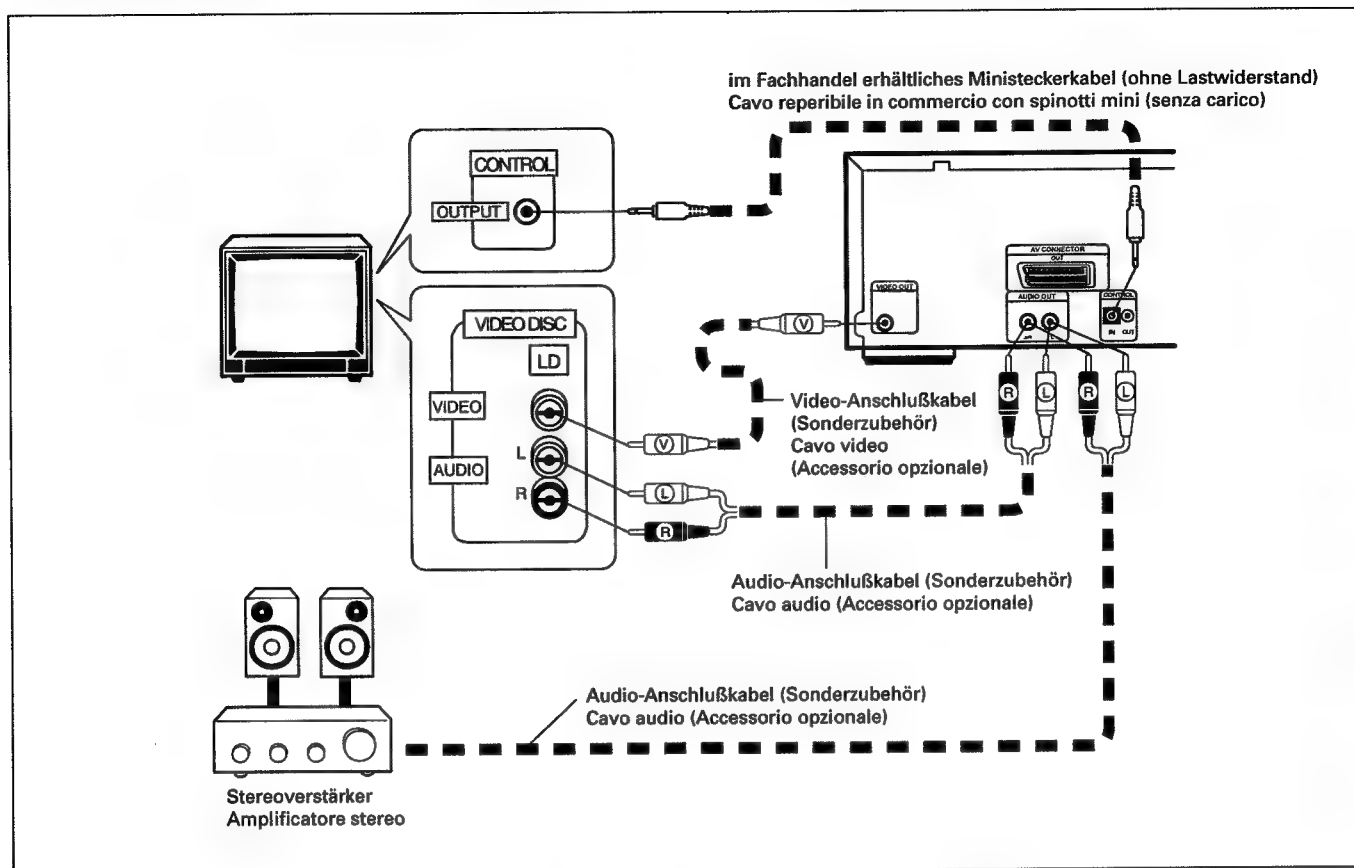 im Fachhandel erhältliches Ministeckerkabel (ohne Lastwiderstand)
Cavo reperibile in commercio con spinotti mini (senza carico)
CONTROL
OUTPUT
AV CONNECTOR
OUT
VIDEO OUT
AUDIO OUT
CONTROL
IN OUT
R L R L
V
VIDEO DISC
LD
VIDEO
AUDIO
L
R
V
L
R
Video-Anschlußkabel
(Sonderzubehör)
Cavo video
(Accessorio opzionale)
Audio-Anschlußkabel (Sonderzubehör)
Cavo audio (Accessorio opzionale)
Audio-Anschlußkabel (Sonderzubehör)
Cavo audio (Accessorio opzionale)
Stereoverstärker
Amplificatore stereo